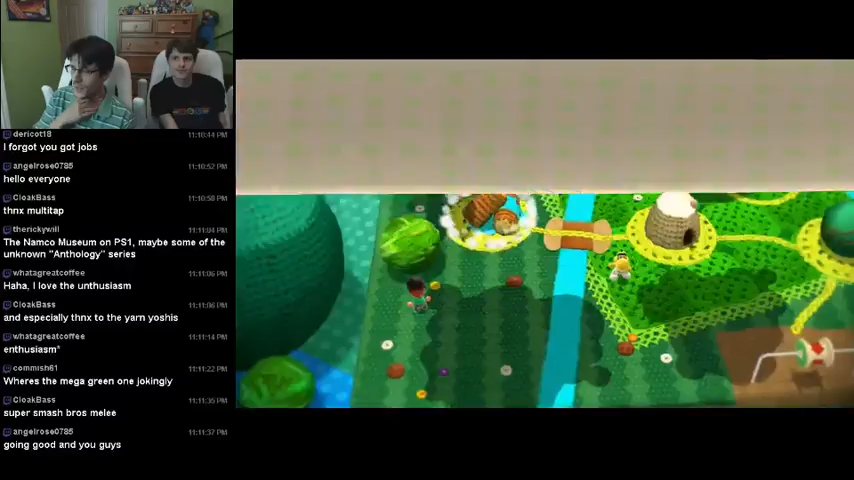 dericot18 11:10:44 PM
I forgot you got jobs
angelrose0785 11:10:52 PM
hello everyone
CloakBass 11:10:58 PM
thnx multitap
therickywill 11:11:04 PM
The Namco Museum on PS1, maybe some of the
unknown "Anthology" series
whatagreatcoffee 11:11:06 PM
Haha, I love the unthusiasm
CloakBass 11:11:06 PM
and especially thnx to the yarn yoshis
whatagreatcoffee 11:11:14 PM
enthusiasm*
commish61 11:11:22 PM
Wheres the mega green one jokingly
CloakBass 11:11:35 PM
super smash bros melee
angelrose0785 11:11:37 PM
going good and you guys